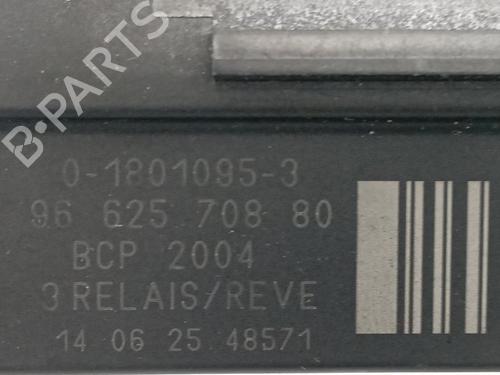 B-PARTS
0-1801095-3
96 625 708 80
BCP 2004
3 RELAIS/REVE
14 06 25 48571